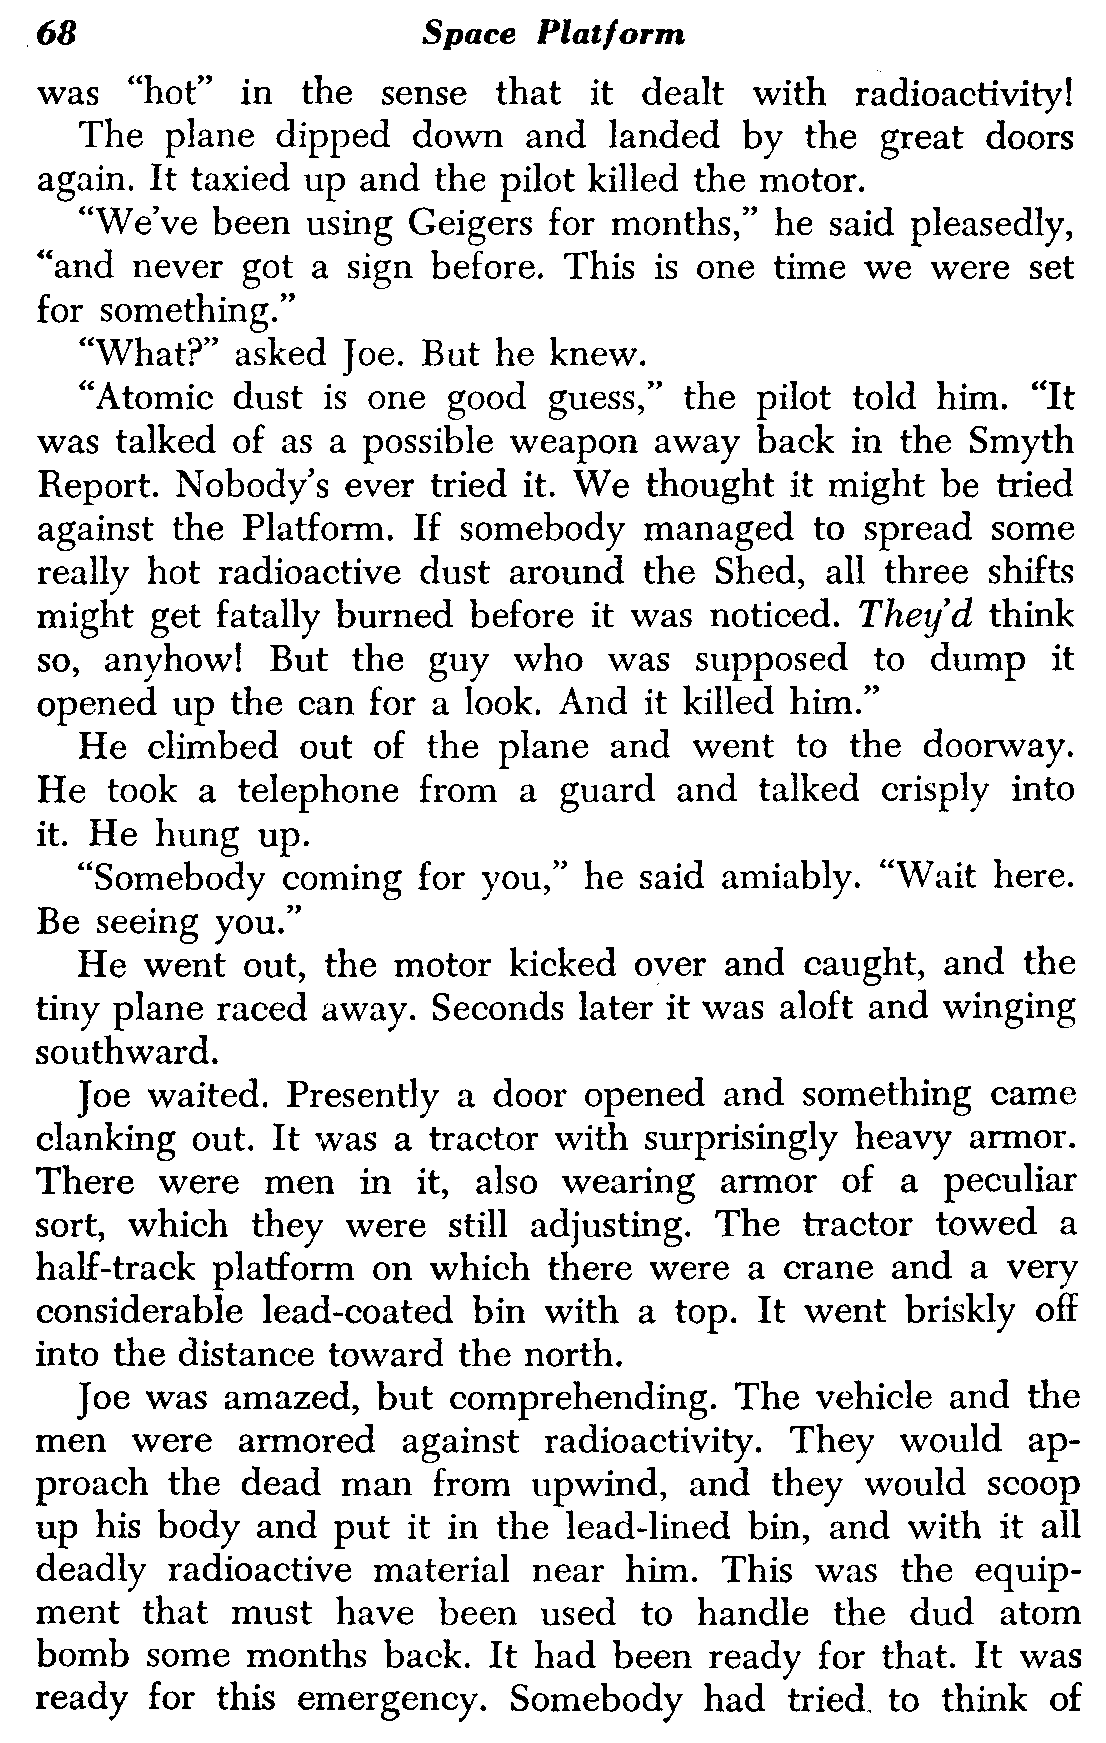 68 Space Platform
was “hot” in the sense that it dealt with radioactivity!
The plane dipped down and landed by the great doors
again. It taxied up and the pilot killed the motor.
“We’ve been using Geigers for months,” he said pleasedly,
“and never got a sign before. This is one time we were set
for something.”
“What?” asked Joe. But he knew.
“Atomic dust is one good guess,” the pilot told him. “It
was talked of as a possible weapon away back in the Smyth
Report. Nobody’s ever tried it. We thought it might be tried
against the Platform. If somebody managed to spread some
really hot radioactive dust around the Shed, all three shifts
might get fatally burned before it was noticed. They’d think
so, anyhow! But the guy who was supposed to dump it
opened up the can for a look. And it killed him.”
He climbed out of the plane and went to the doorway.
He took a telephone from a guard and talked crisply into
it. He hung up.
“Somebody coming for you,” he said amiably. “Wait here.
Be seeing you.”
He went out, the motor kicked over and caught, and the
tiny plane raced away. Seconds later it was aloft and winging
southward.
Joe waited. Presently a door opened and something came
clanking out. It was a tractor with surprisingly heavy armor.
There were men in it, also wearing armor of a peculiar
sort, which they were still adjusting. The tractor towed a
half-track platform on which there were a crane and a very
considerable lead-coated bin with a top. It went briskly off
into the distance toward the north.
Joe was amazed, but comprehending. The vehicle and the
men were armored against radioactivity. They would ap-
proach the dead man from upwind, and they would scoop
up his body and put it in the lead-lined bin, and with it all
deadly radioactive material near him. This was the equip-
ment that must have been used to handle the dud atom
bomb some months back. It had been ready for that. It was
ready for this emergency. Somebody had tried to think of